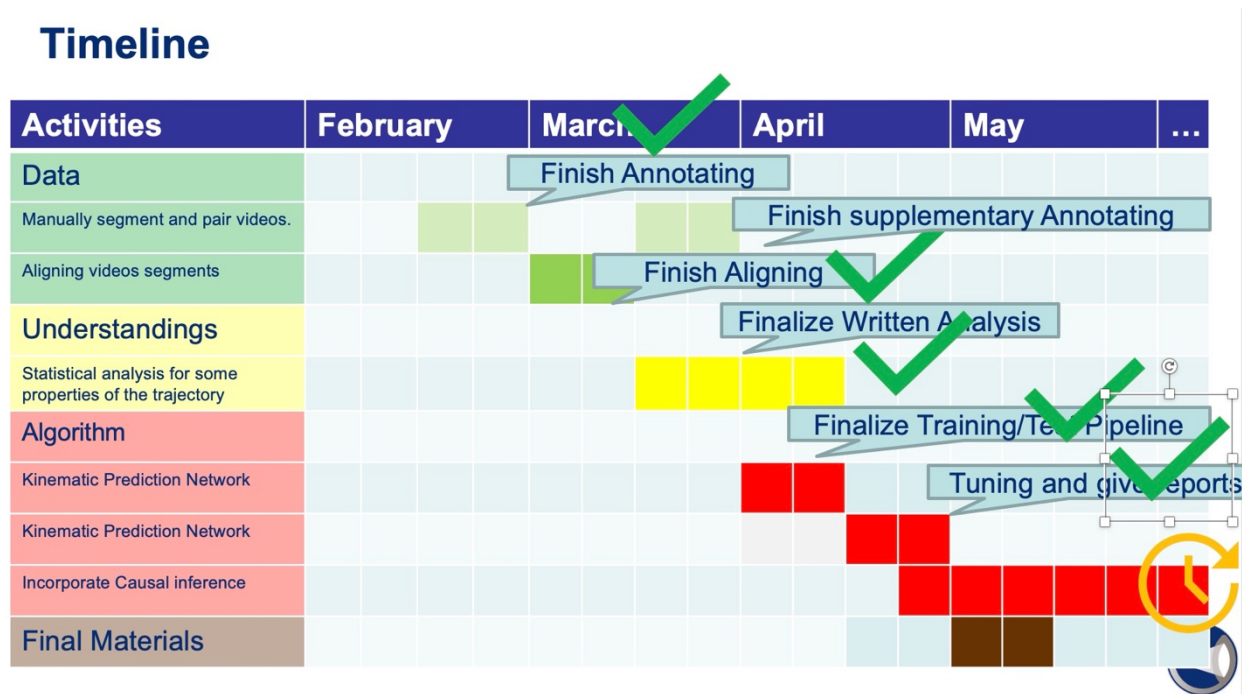 Timeline
Activities February March April May ...
Data
Finish Annotating
Manually segment and pair videos.
Finish supplementary Annotating
Aligning videos segments
Finish Aligning
Understandings
Finalize Written Analysis
Statistical analysis for some
properties of the trajectory
Algorithm
Finalize Training/Test Pipeline
Kinematic Prediction Network
Tuning and give reports
Kinematic Prediction Network
Incorporate Causal inference
Final Materials